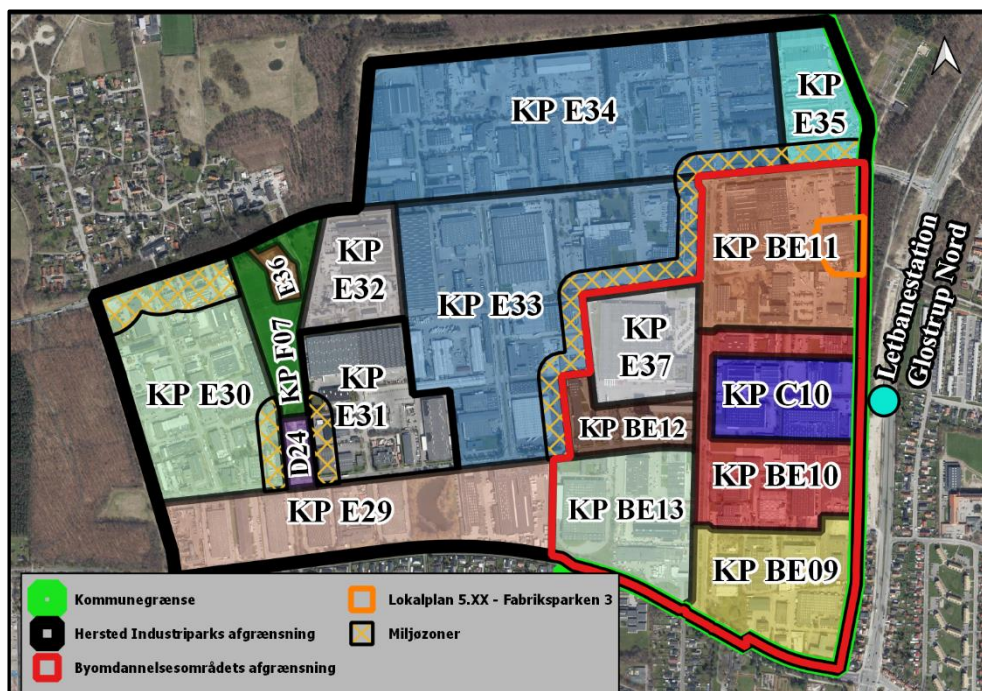 KP E34
KP
E35
KP BE11
Letbanestation
Glostrup Nord
E36
KP
E32
KP E33
KP F07
KP
E37
KP E30
KP
E31
KP C10
KP BE12
D24
KP BE10
KP E29
KP BE13
KP BE09
Kommunegrænse
Hersted Industriparks afgrænsning
Byomdannelsesområdets afgrænsning
Lokalplan 5.XX - Fabriksparken 3
Miljøzoner